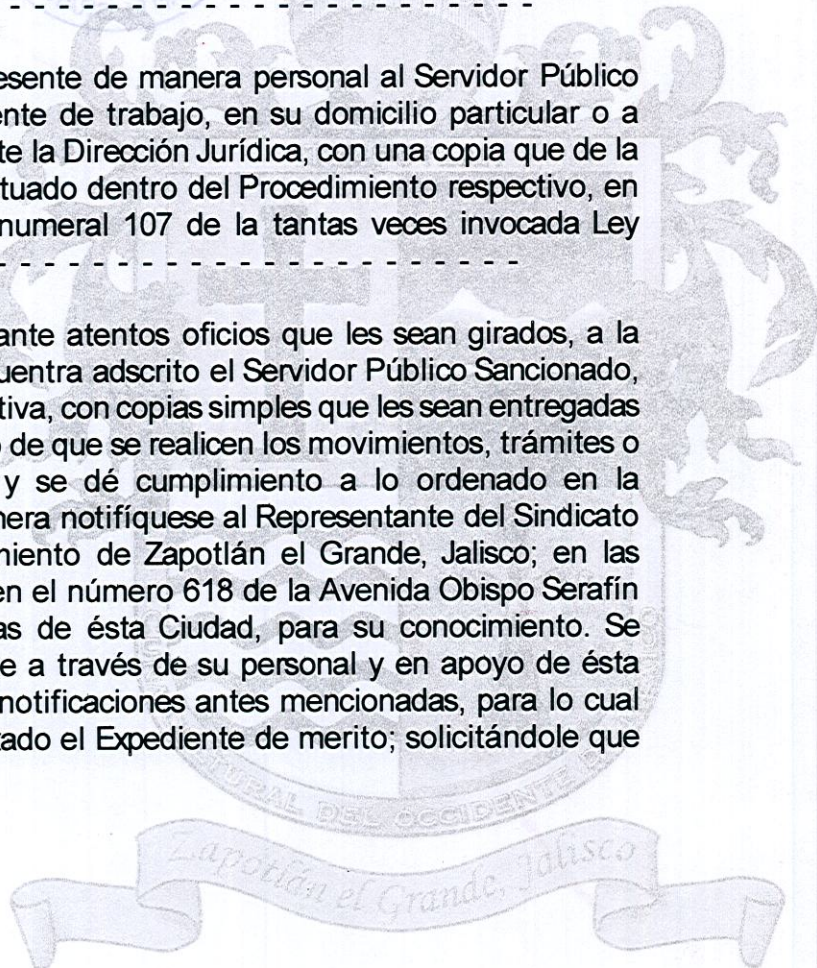 - - - - - - - - - - - - - - - - - - - - - - -
esente de manera personal al Servidor Público
ente de trabajo, en su domicilio particular o a
te la Dirección Jurídica, con una copia que de la
tuado dentro del Procedimiento respectivo, en
numeral 107 de la tantas veces invocada Ley
- - - - - - - - - - - - - - - - - - - - - - -
ante atentos oficios que les sean girados, a la
uentra adscrito el Servidor Público Sancionado,
tiva, con copias simples que les sean entregadas
o de que se realicen los movimientos, trámites o
y se dé cumplimiento a lo ordenado en la
nera notifíquese al Representante del Sindicato
miento de Zapotlán el Grande, Jalisco; en las
en el número 618 de la Avenida Obispo Serafín
as de ésta Ciudad, para su conocimiento. Se
e a través de su personal y en apoyo de ésta
notificaciones antes mencionadas, para lo cual
tado el Expediente de merito; solicitándole que
URAL DEL OCCIDENTE
Zapotlán el Grande, Jalisco